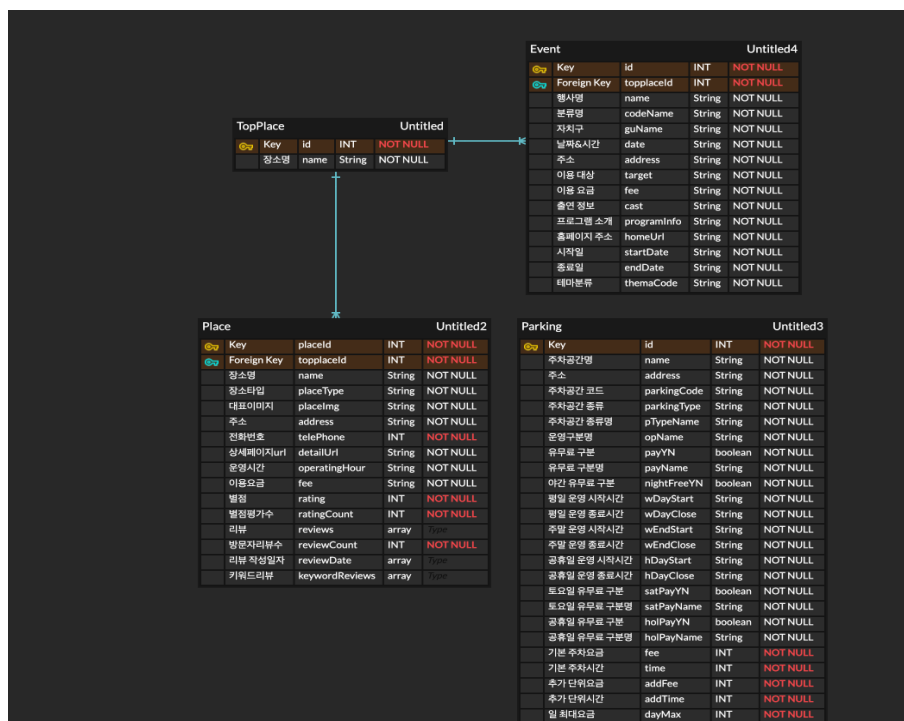 Event Untitled4
Key id INT NOT NULL
Foreign Key topplaceId INT NOT NULL
행사명 name String NOT NULL
분류명 codeName String NOT NULL
자치구 guName String NOT NULL
날짜&시간 date String NOT NULL
주소 address String NOT NULL
이용 대상 target String NOT NULL
이용 요금 fee String NOT NULL
출연 정보 cast String NOT NULL
프로그램 소개 programInfo String NOT NULL
홈페이지 주소 homeUrl String NOT NULL
시작일 startDate String NOT NULL
종료일 endDate String NOT NULL
테마분류 themaCode String NOT NULL
TopPlace Untitled
Key id INT NOT NULL
장소명 name String NOT NULL
Place Untitled2
Key placeId INT NOT NULL
Foreign Key topplaceId INT NOT NULL
장소명 name String NOT NULL
장소타입 placeType String NOT NULL
대표이미지 placeImg String NOT NULL
주소 address String NOT NULL
전화번호 telePhone INT NOT NULL
상세페이지url detailUrl String NOT NULL
운영시간 operatingHour String NOT NULL
이용요금 fee String NOT NULL
별점 rating INT NOT NULL
별점평가수 ratingCount INT NOT NULL
리뷰 reviews array Type
방문자리뷰수 reviewCount INT NOT NULL
리뷰 작성일자 reviewDate array Type
키워드리뷰 keywordReviews array Type
Parking Untitled3
Key id INT NOT NULL
주차공간명 name String NOT NULL
주소 address String NOT NULL
주차공간 코드 parkingCode String NOT NULL
주차공간 종류 parkingType String NOT NULL
주차공간 종류명 pTypeName String NOT NULL
운영구분명 opName String NOT NULL
유무료 구분 payYN boolean NOT NULL
유무료 구분명 payName String NOT NULL
야간 유무료 구분 nightFreeYN boolean NOT NULL
평일 운영 시작시간 wDayStart String NOT NULL
평일 운영 종료시간 wDayClose String NOT NULL
주말 운영 시작시간 wEndStart String NOT NULL
주말 운영 종료시간 wEndClose String NOT NULL
공휴일 운영 시작시간 hDayStart String NOT NULL
공휴일 운영 종료시간 hDayClose String NOT NULL
토요일 유무료 구분 satPayYN boolean NOT NULL
토요일 유무료 구분명 satPayName String NOT NULL
공휴일 유무료 구분 holPayYN boolean NOT NULL
공휴일 유무료 구분명 holPayName String NOT NULL
기본 주차요금 fee INT NOT NULL
기본 주차시간 time INT NOT NULL
추가 단위요금 addFee INT NOT NULL
추가 단위시간 addTime INT NOT NULL
일 최대요금 dayMax INT NOT NULL